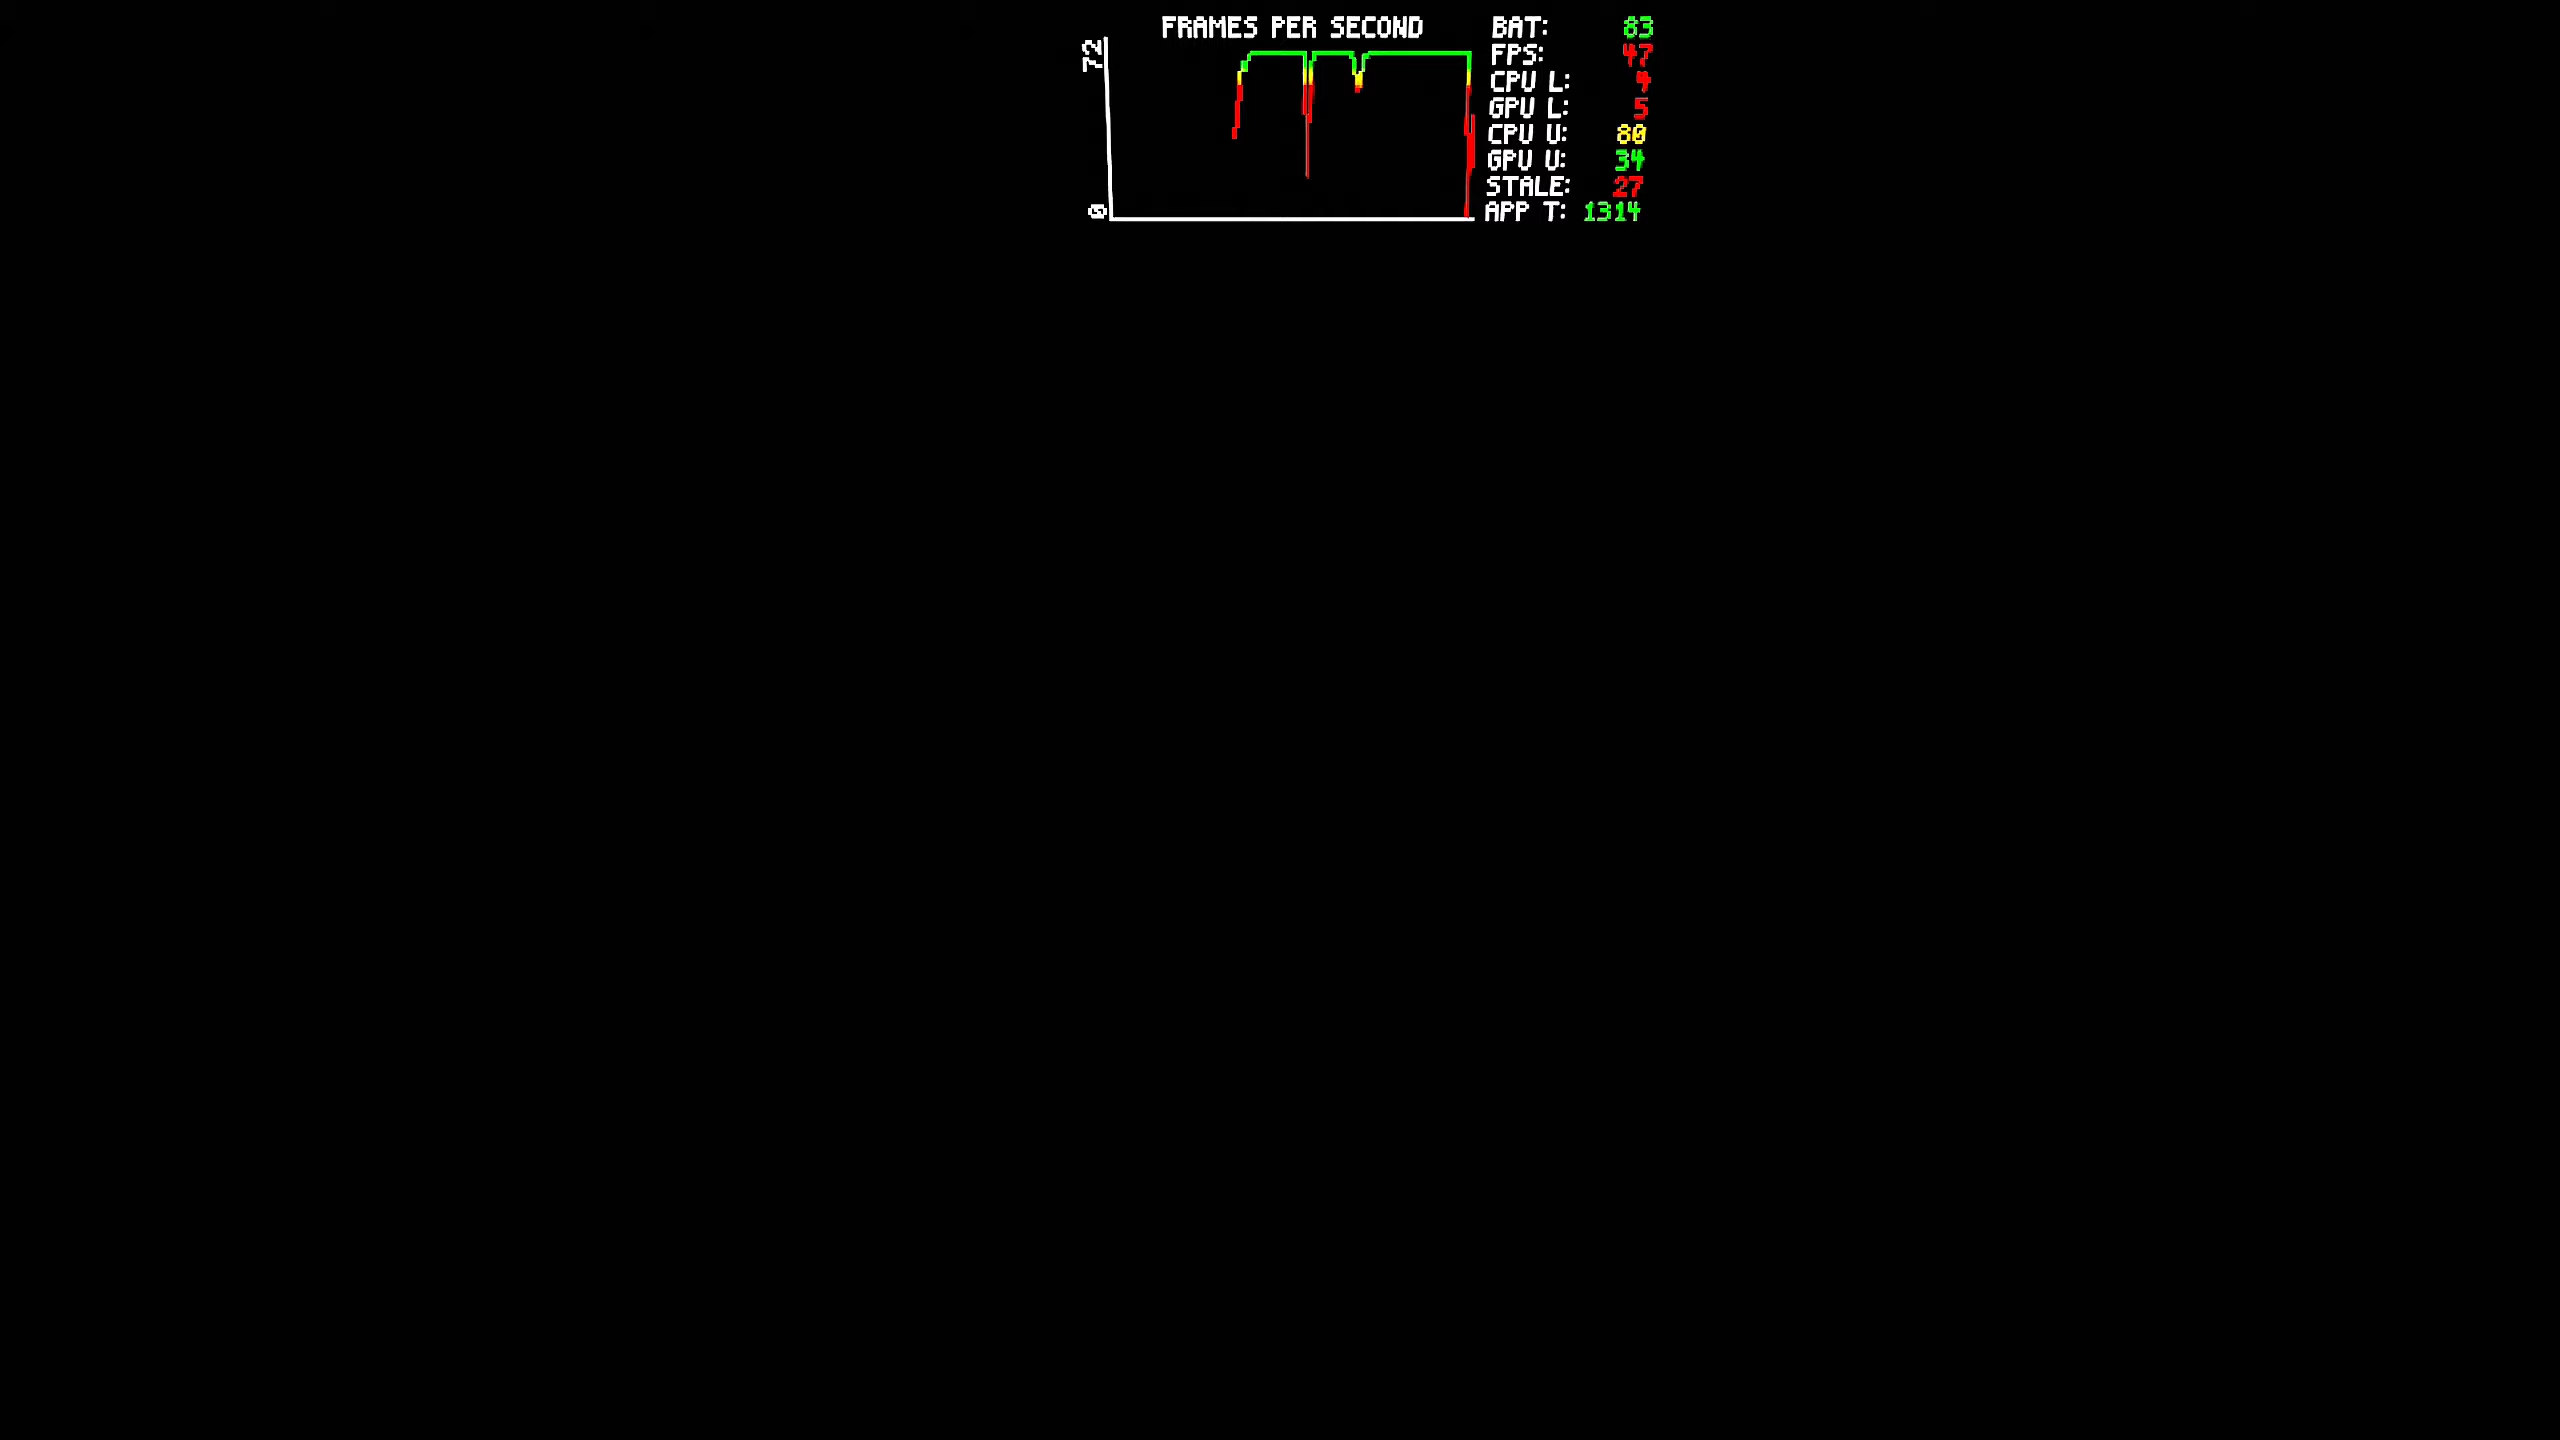 FRAMES PER SECOND
72
0
BAT: 83
FPS: 47
CPU L: 4
GPU L: 5
CPU U: 80
GPU U: 34
STALE: 27
APP T: 1314